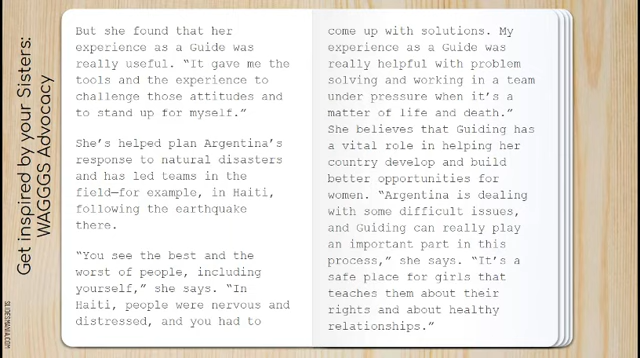 Get inspired by your Sisters:
WAGGGS Advocacy
But she found that her
experience as a Guide was
really useful. “It gave me the
tools and the experience to
challenge those attitudes and
to stand up for myself.”
She’s helped plan Argentina’s
response to natural disasters
and has led teams in the
field—for example, in Haiti,
following the earthquake
there.
“You see the best and the
worst of people, including
yourself,” she says. “In
Haiti, people were nervous and
distressed, and you had to
come up with solutions. My
experience as a Guide was
really helpful with problem
solving and working in a team
under pressure when it’s a
matter of life and death.”
She believes that Guiding has
a vital role in helping her
country develop and build
better opportunities for
women. “Argentina is dealing
with some difficult issues,
and Guiding can really play
an important part in this
process,” she says. “It’s a
safe place for girls that
teaches them about their
rights and about healthy
relationships.”
SLIDESMANIA.COM